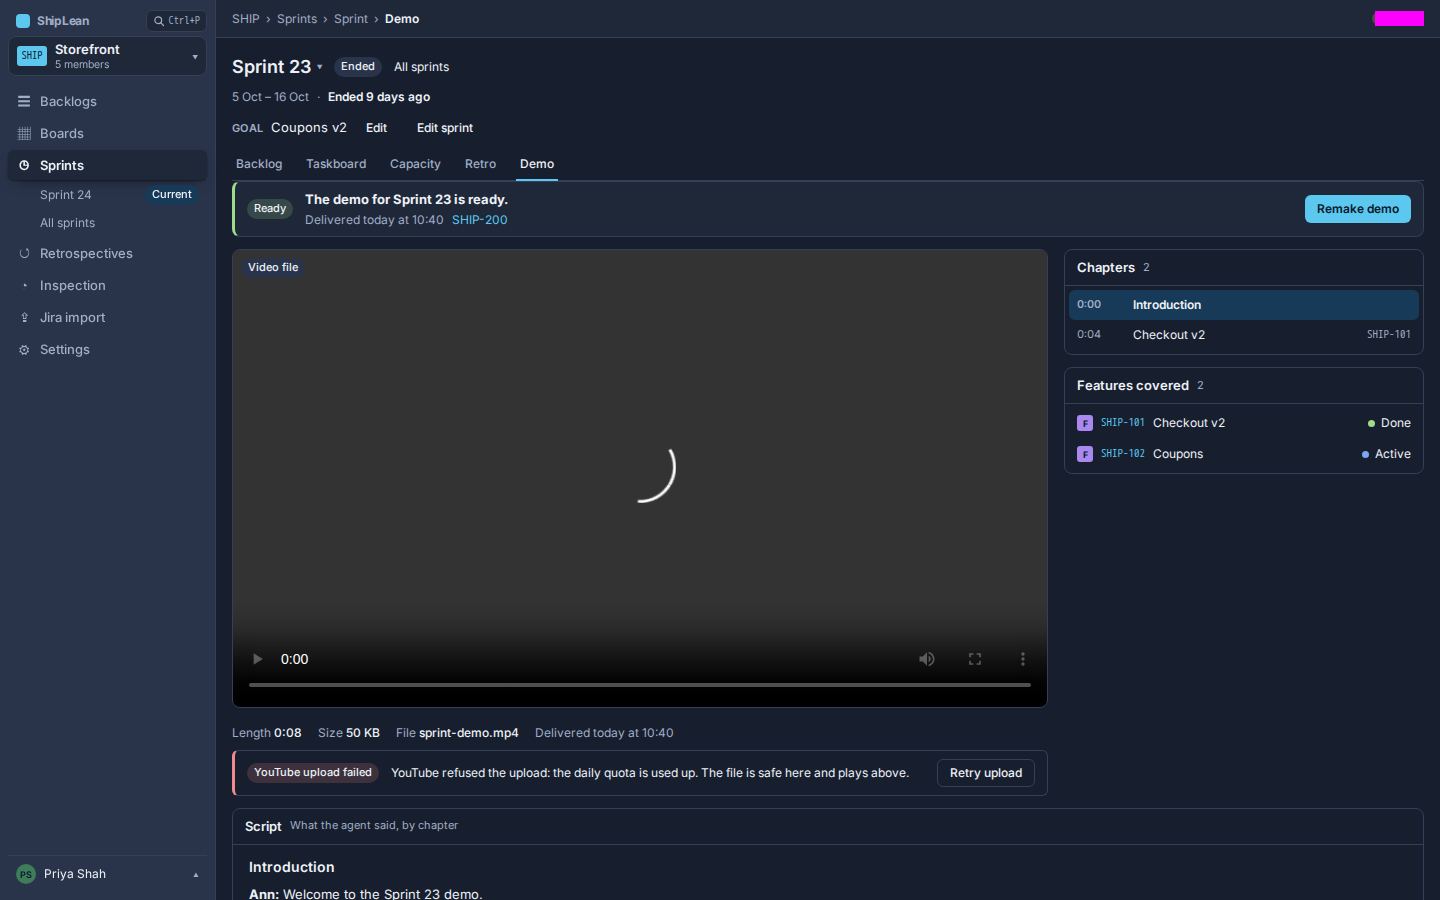 ShipLean
Ctrl+P
SHIP
Storefront
5 members
Backlogs
Boards
Sprints
Sprint 24
Current
All sprints
Retrospectives
Inspection
Jira import
Settings
PS
Priya Shah
SHIP › Sprints › Sprint › Demo
Sprint 23
Ended
All sprints
5 Oct – 16 Oct · Ended 9 days ago
GOAL Coupons v2 Edit Edit sprint
Backlog Taskboard Capacity Retro Demo
Ready
The demo for Sprint 23 is ready.
Delivered today at 10:40 SHIP-200
Remake demo
Video file
0:00
Length 0:08 Size 50 KB File sprint-demo.mp4 Delivered today at 10:40
YouTube upload failed
YouTube refused the upload: the daily quota is used up. The file is safe here and plays above.
Retry upload
Chapters 2
0:00 Introduction
0:04 Checkout v2 SHIP-101
Features covered 2
F SHIP-101 Checkout v2 Done
F SHIP-102 Coupons Active
Script What the agent said, by chapter
Introduction
Ann: Welcome to the Sprint 23 demo.